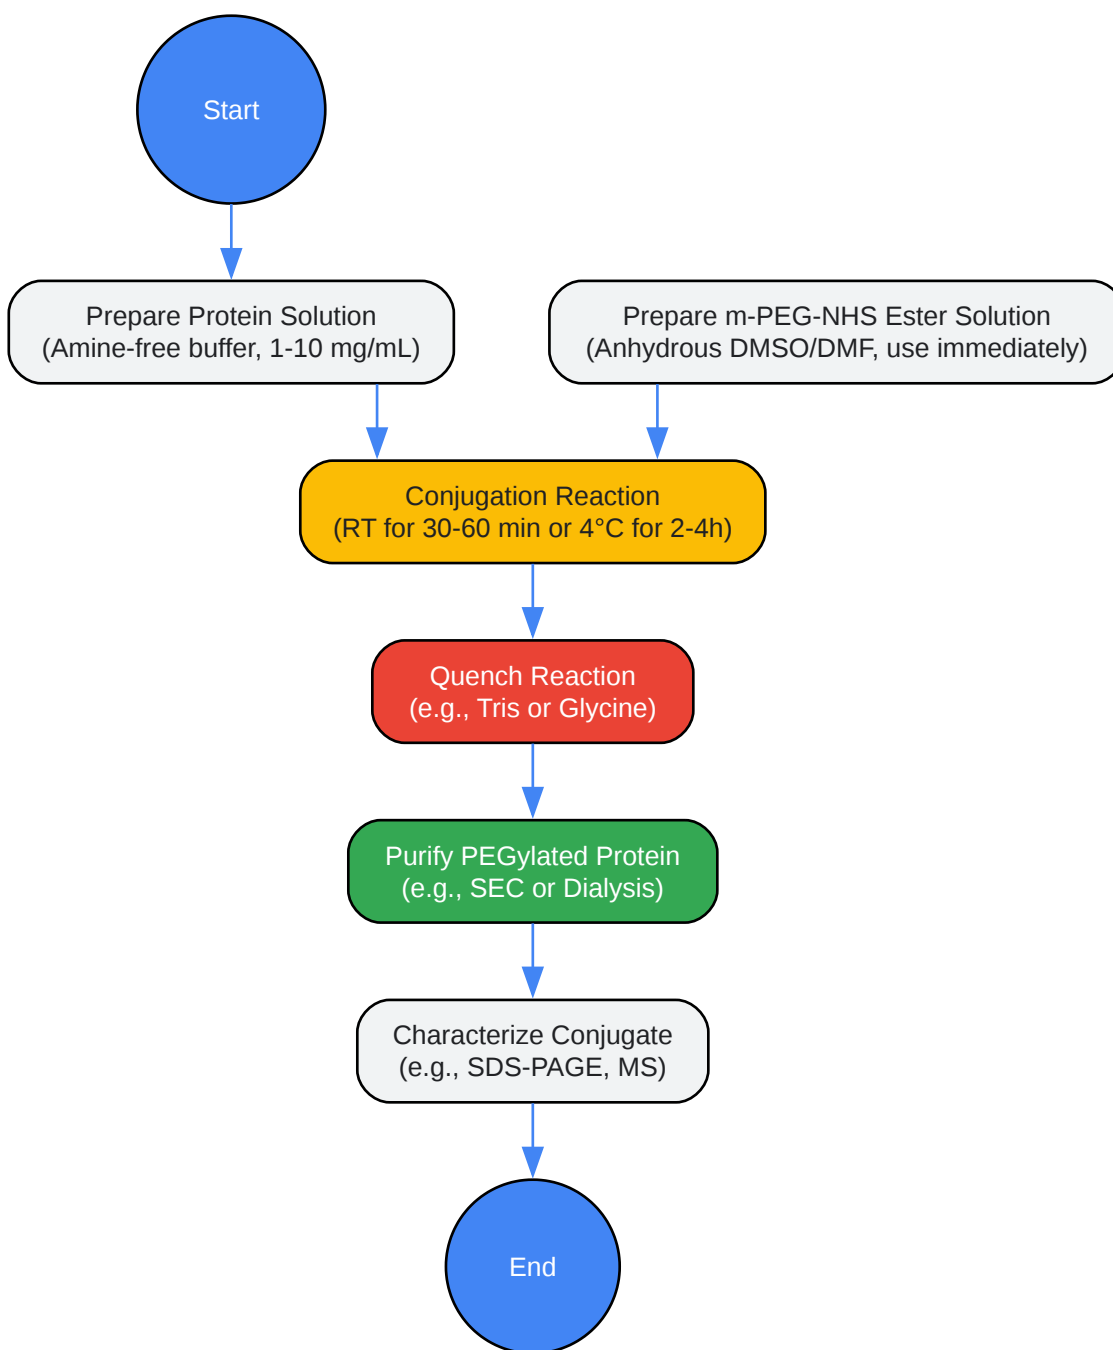 Start
Prepare Protein Solution
(Amine-free buffer, 1-10 mg/mL)
Prepare m-PEG-NHS Ester Solution
(Anhydrous DMSO/DMF, use immediately)
Conjugation Reaction
(RT for 30-60 min or 4°C for 2-4h)
Quench Reaction
(e.g., Tris or Glycine)
Purify PEGylated Protein
(e.g., SEC or Dialysis)
Characterize Conjugate
(e.g., SDS-PAGE, MS)
End